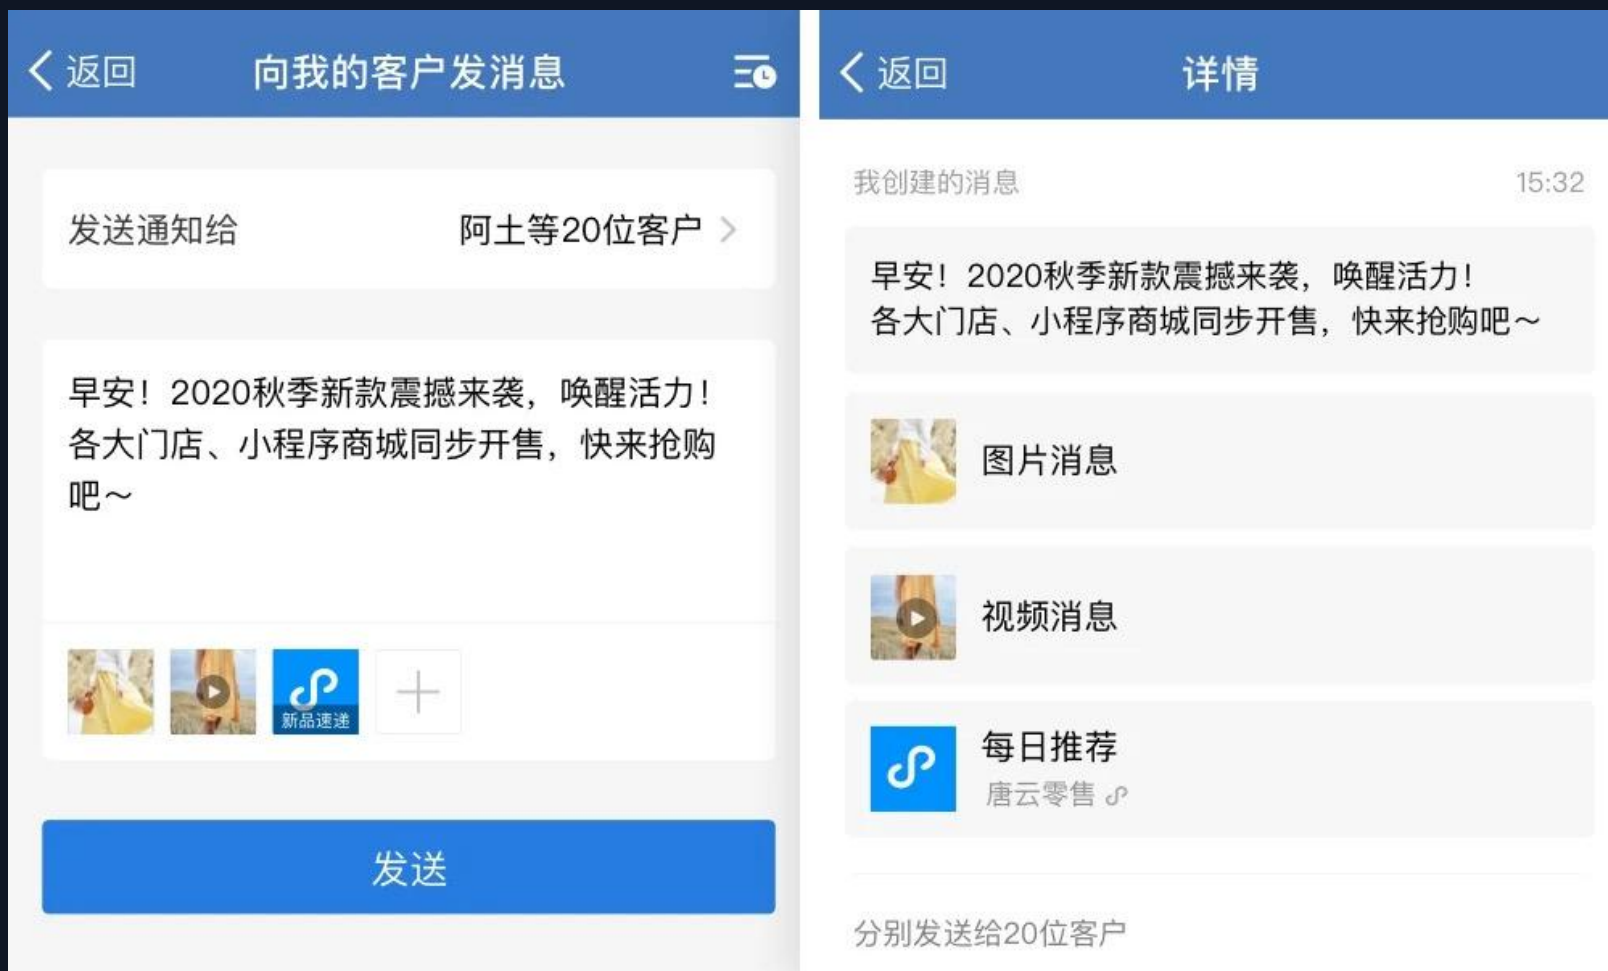 返回
向我的客户发消息
发送通知给
阿土等20位客户
早安！2020秋季新款震撼来袭，唤醒活力！
各大门店、小程序商城同步开售，快来抢购
吧～
新品速递
发送
返回
详情
我创建的消息
15:32
早安！2020秋季新款震撼来袭，唤醒活力！
各大门店、小程序商城同步开售，快来抢购吧～
图片消息
视频消息
每日推荐
唐云零售
分别发送给20位客户